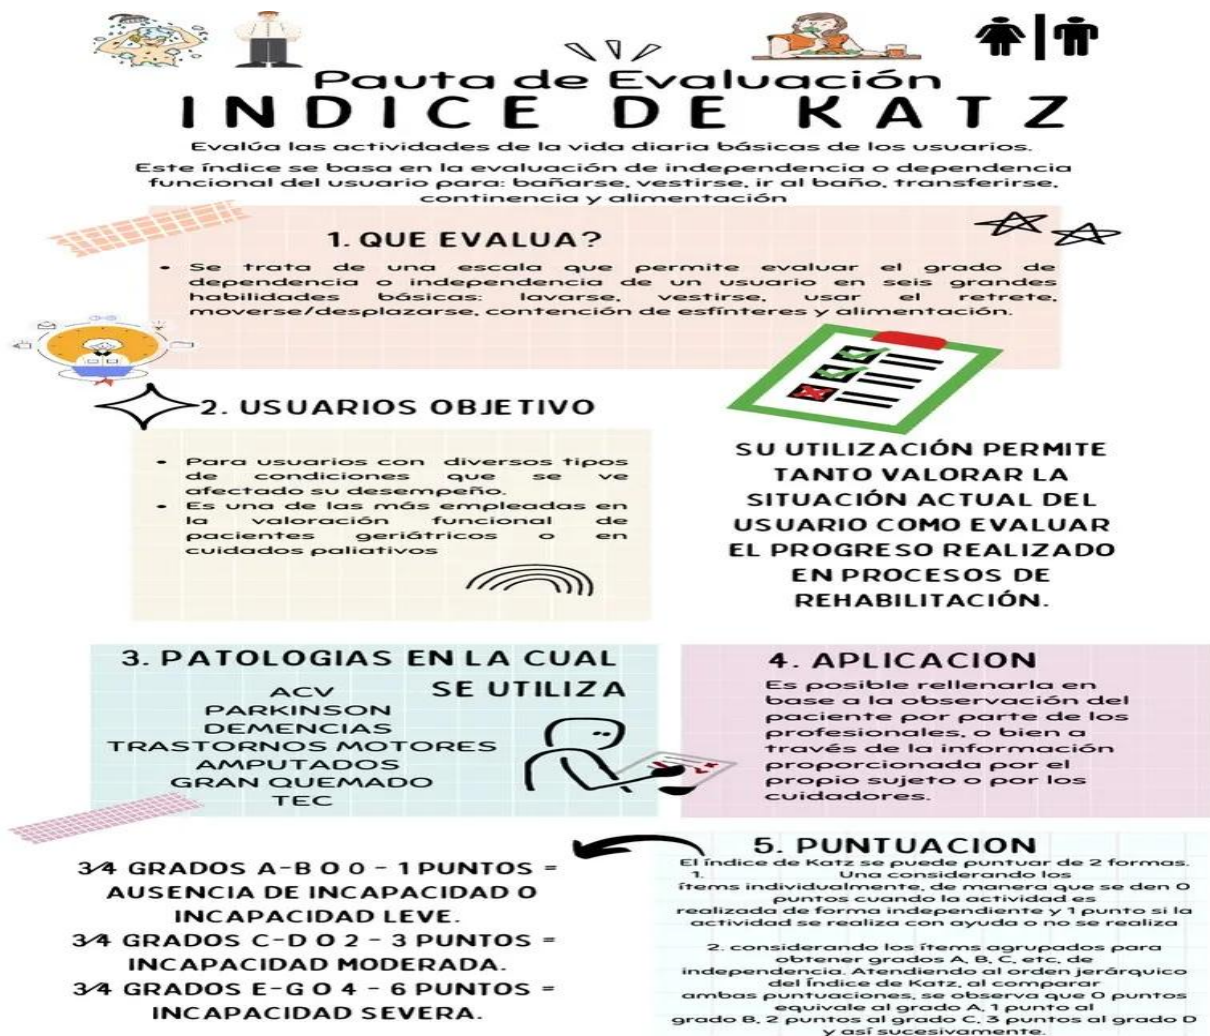 Pauta de Evaluación
INDICE DE KATZ
Evalúa las actividades de la vida diaria básicas de los usuarios.
Este índice se basa en la evaluación de independencia o dependencia
funcional del usuario para: bañarse, vestirse, ir al baño, transferirse,
continencia y alimentación
1. QUE EVALUA?
• Se trata de una escala que permite evaluar el grado de
dependencia o independencia de un usuario en seis grandes
habilidades básicas: lavarse, vestirse, usar el retrete,
moverse/desplazarse, contención de esfínteres y alimentación.
2. USUARIOS OBJETIVO
• Para usuarios con diversos tipos
de condiciones que se ve
afectado su desempeño.
• Es una de las más empleadas en
la valoración funcional de
pacientes geriátricos o en
cuidados paliativos
SU UTILIZACIÓN PERMITE
TANTO VALORAR LA
SITUACIÓN ACTUAL DEL
USUARIO COMO EVALUAR
EL PROGRESO REALIZADO
EN PROCESOS DE
REHABILITACIÓN.
3. PATOLOGIAS EN LA CUAL
SE UTILIZA
ACV
PARKINSON
DEMENCIAS
TRASTORNOS MOTORES
AMPUTADOS
GRAN QUEMADO
TEC
4. APLICACION
Es posible rellenarla en
base a la observación del
paciente por parte de los
profesionales, o bien a
través de la información
proporcionada por el
propio sujeto o por los
cuidadores.
5. PUNTUACION
El índice de Katz se puede puntuar de 2 formas.
1. Una considerando los
ítems individualmente, de manera que se den 0
puntos cuando la actividad es
realizada de forma independiente y 1 punto si la
actividad se realiza con ayuda o no se realiza
2. considerando los ítems agrupados para
obtener grados A, B, C, etc, de
independencia. Atendiendo al orden jerárquico
del Índice de Katz, al comparar
ambas puntuaciones, se observa que 0 puntos
equivale al grado A, 1 punto al
grado B, 2 puntos al grado C, 3 puntos al grado D
y así sucesivamente.
3⁄4 GRADOS A-B O 0 - 1 PUNTOS =
AUSENCIA DE INCAPACIDAD O
INCAPACIDAD LEVE.
3⁄4 GRADOS C-D O 2 - 3 PUNTOS =
INCAPACIDAD MODERADA.
3⁄4 GRADOS E-G O 4 - 6 PUNTOS =
INCAPACIDAD SEVERA.